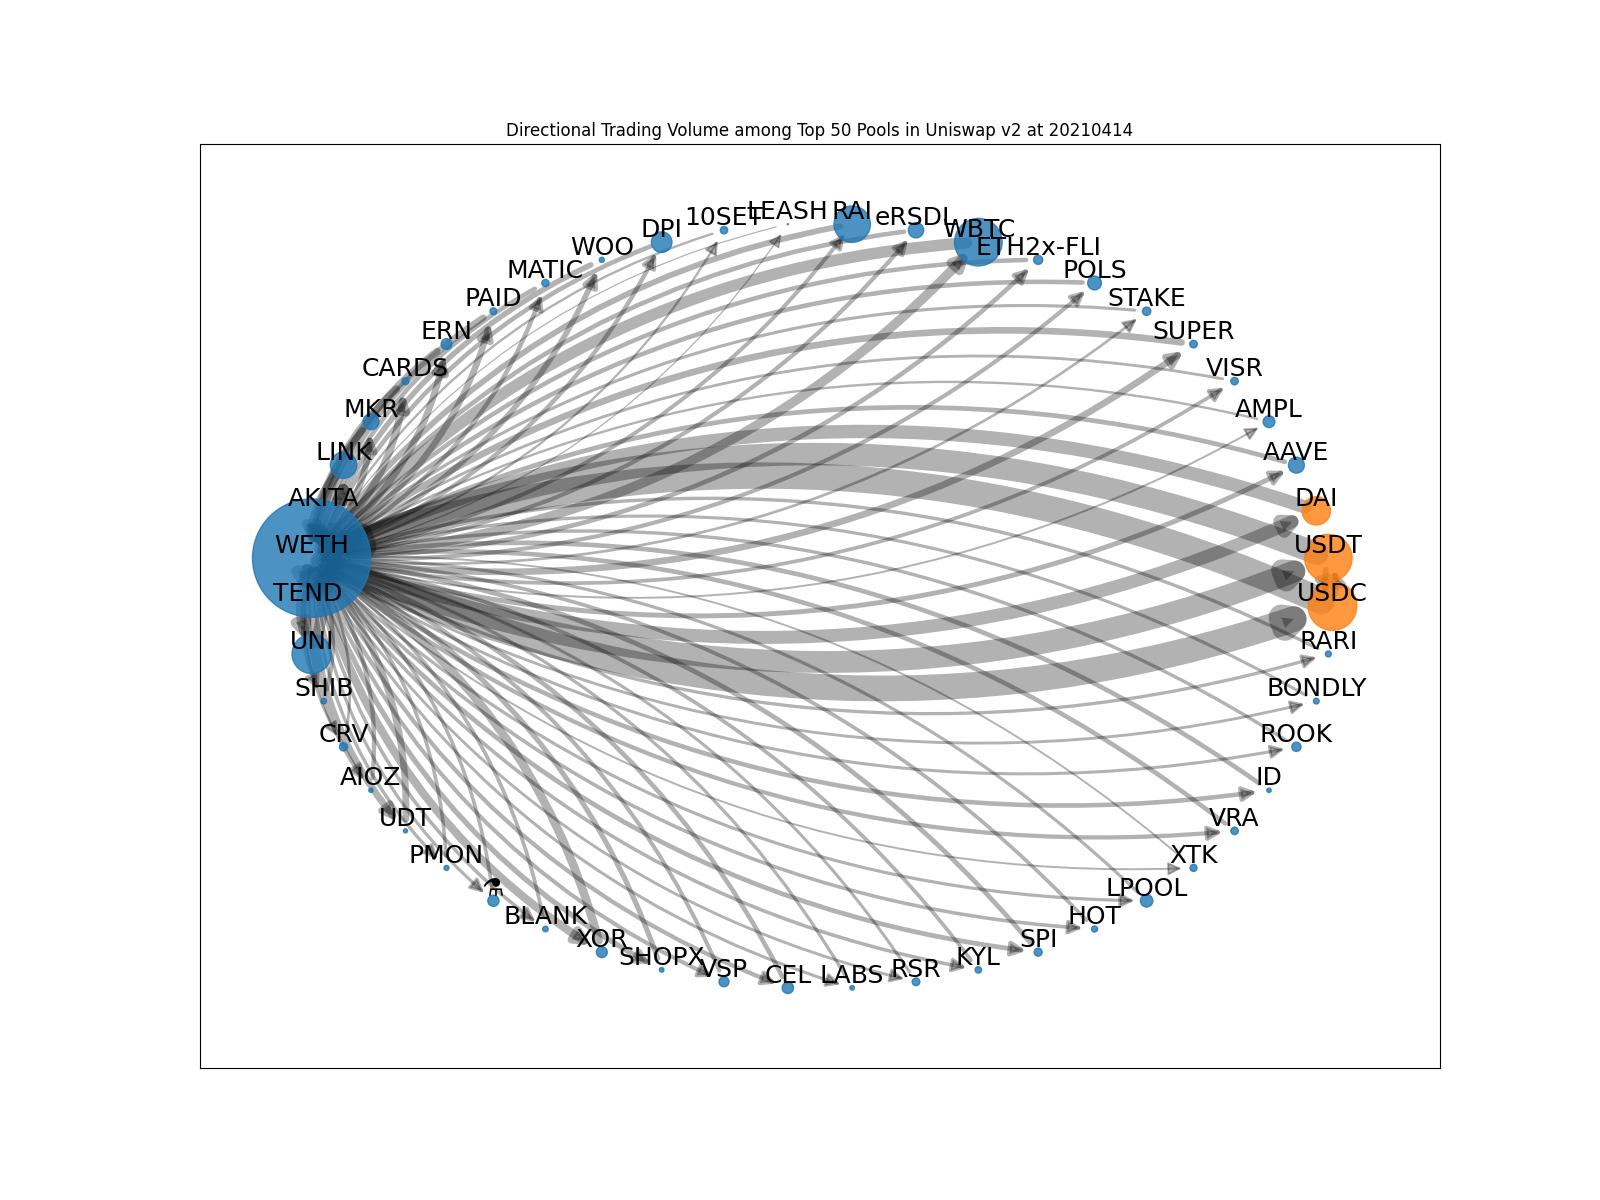 Directional Trading Volume among Top 50 Pools in Uniswap v2 at 20210414
10SET
LEASH
RAI
eRSDL
DPI
WBTC
WOO
ETH2x-FLI
MATIC
POLS
PAID
STAKE
ERN
SUPER
CARDS
VISR
MKR
AMPL
LINK
AAVE
AKITA
DAI
WETH
USDT
TEND
USDC
UNI
RARI
SHIB
BONDLY
CRV
ROOK
AIOZ
ID
UDT
VRA
PMON
XTK
⚗
LPOOL
BLANK
HOT
XOR
SPI
SHOPX
KYL
VSP
RSR
CEL
LABS